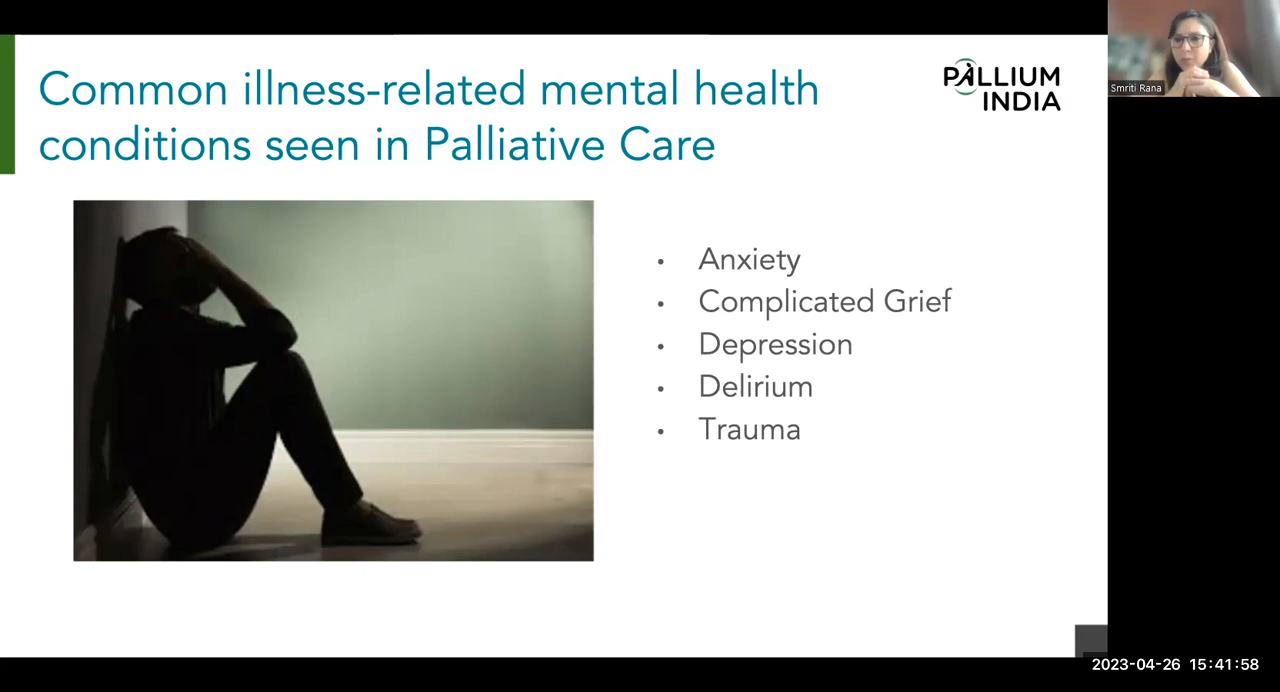 Common illness-related mental health
conditions seen in Palliative Care
PALLIUM
INDIA
Smriti Rana
• Anxiety
• Complicated Grief
• Depression
• Delirium
• Trauma
2023-04-26 15:41:58